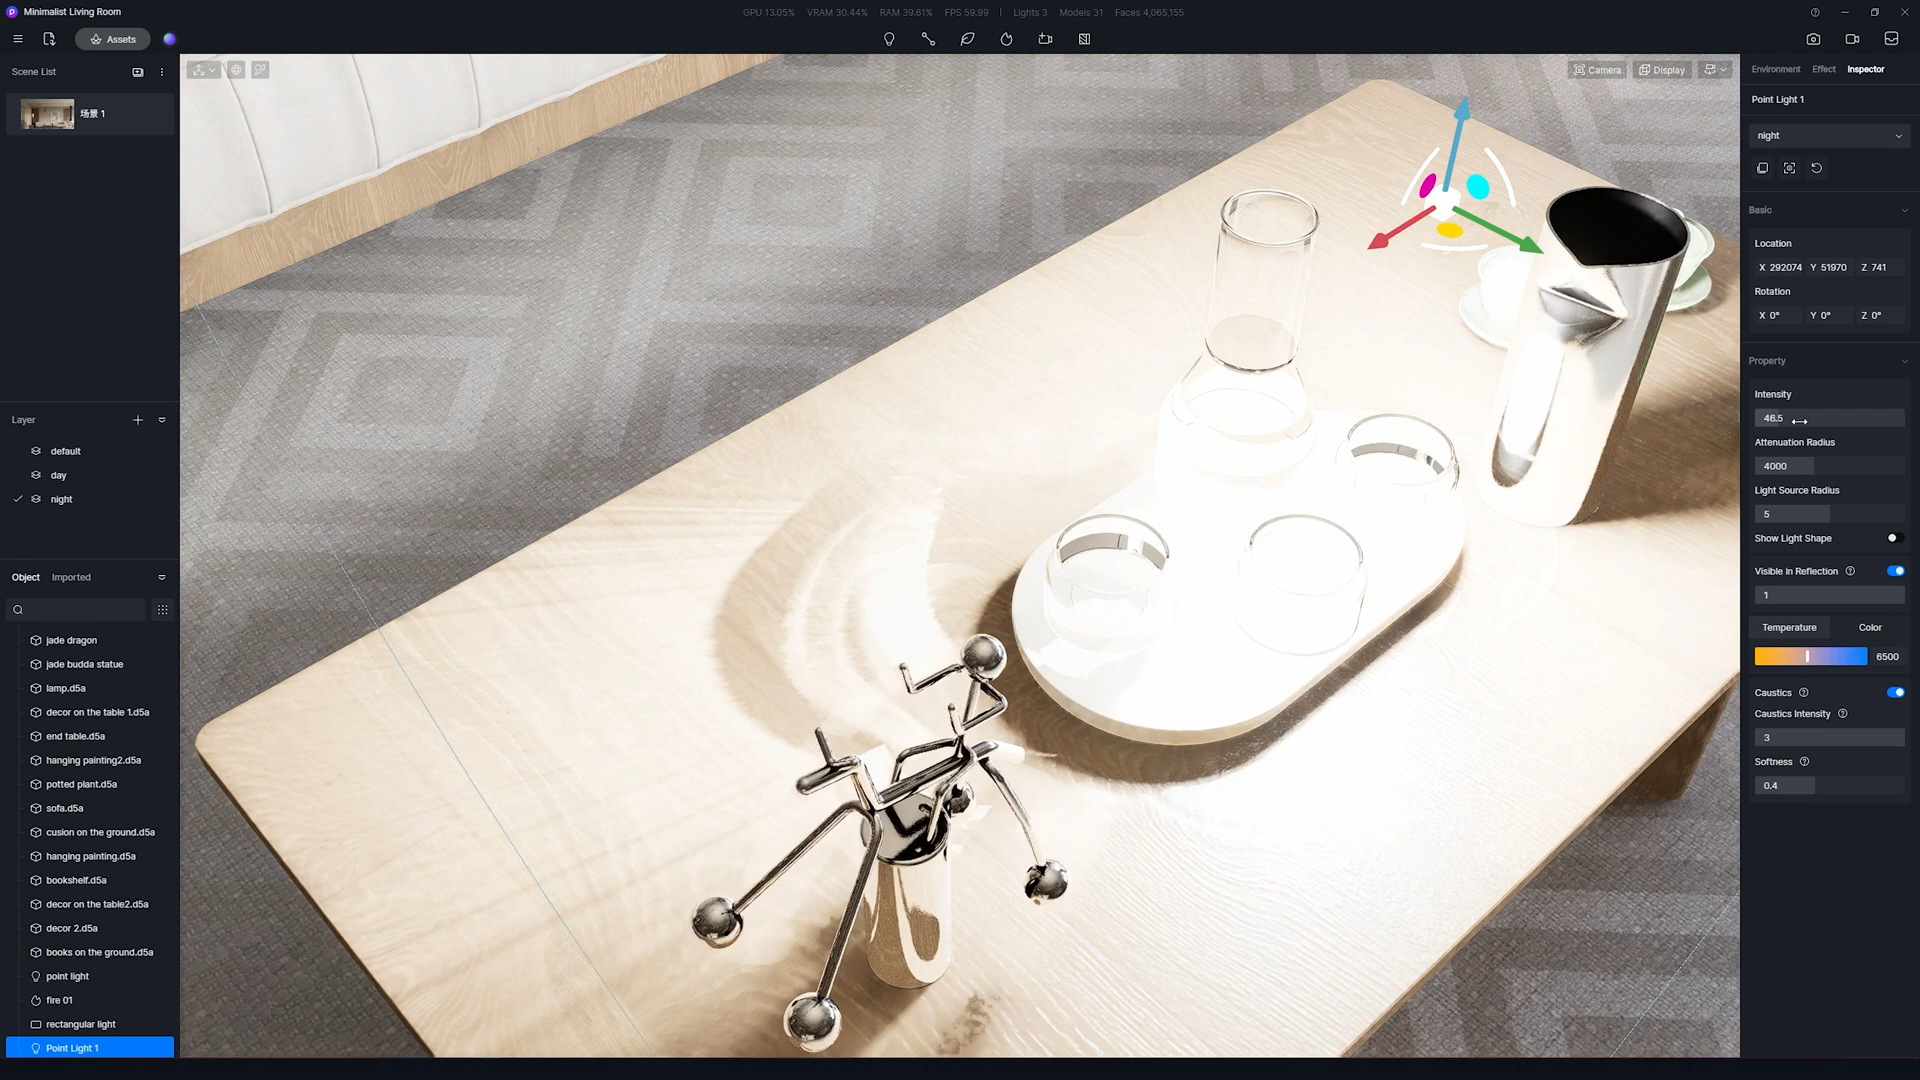 Minimalist Living Room
GPU 13.05% VRAM 30.44% RAM 39.61% FPS 59.99 | Lights 3 Models 31 Faces 4,065,155
Assets
Scene List
场景 1
Layer
default
day
night
Object Imported
jade dragon
jade budda statue
lamp.d5a
decor on the table 1.d5a
end table.d5a
hanging painting2.d5a
potted plant.d5a
sofa.d5a
cusion on the ground.d5a
hanging painting.d5a
bookshelf.d5a
decor on the table2.d5a
decor 2.d5a
books on the ground.d5a
point light
fire 01
rectangular light
Point Light 1
Camera Display
Environment Effect Inspector
Point Light 1
night
Basic
Location
X 292074 Y 51970 Z 741
Rotation
X 0° Y 0° Z 0°
Property
Intensity
46.5
Attenuation Radius
4000
Light Source Radius
5
Show Light Shape
Visible in Reflection
1
Temperature Color
6500
Caustics
Caustics Intensity
3
Softness
0.4